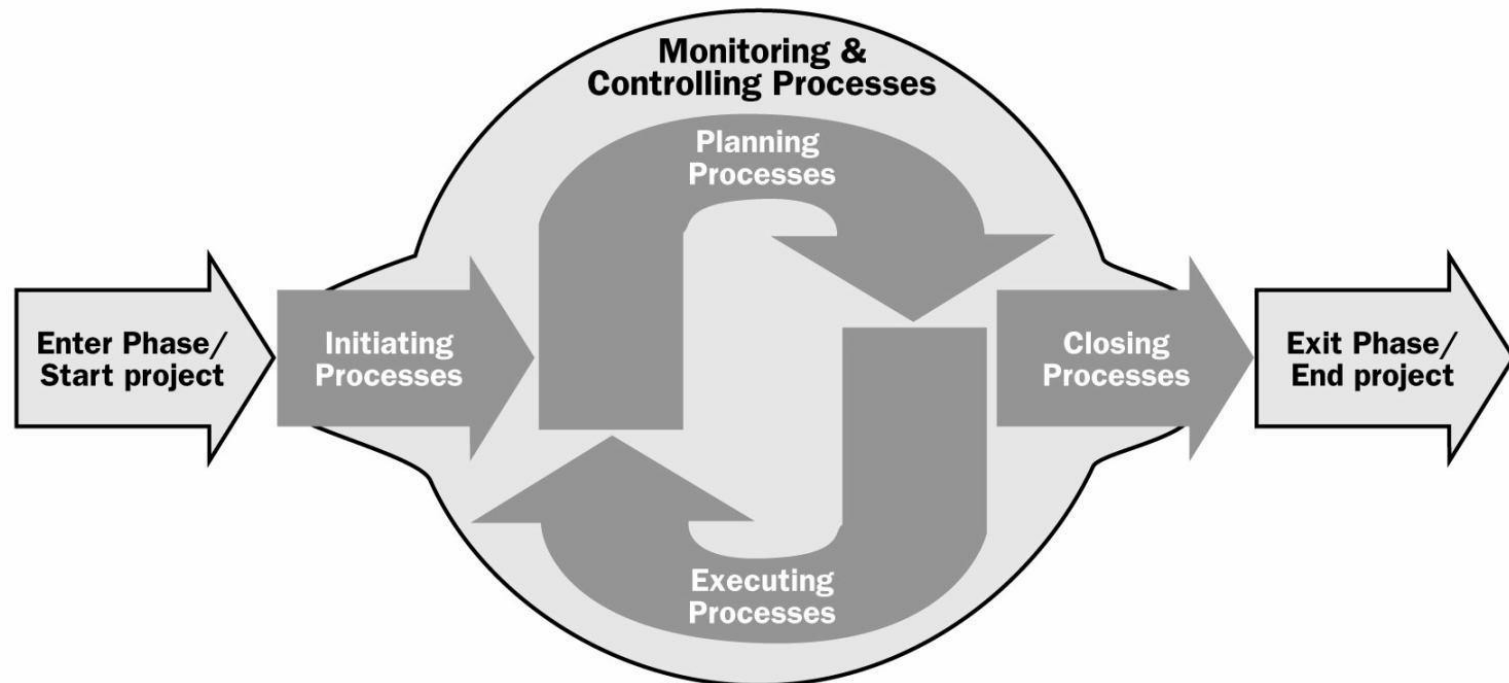 Monitoring &
Controlling Processes
Planning
Processes
Enter Phase/
Start project
Initiating
Processes
Closing
Processes
Exit Phase/
End project
Executing
Processes